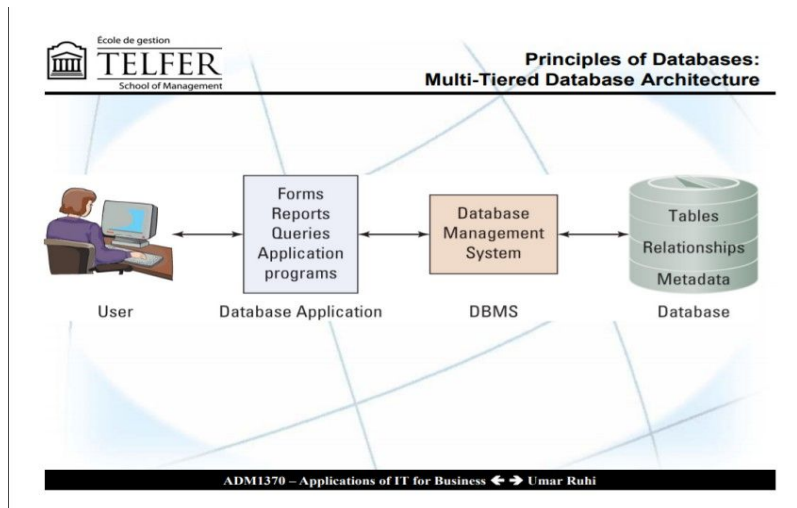 École de gestion
TELFER
School of Management
Principles of Databases:
Multi-Tiered Database Architecture
Forms
Reports
Queries
Application
programs
Database
Management
System
Tables
Relationships
Metadata
User
Database Application
DBMS
Database
ADM1370 – Applications of IT for Business ← → Umar Ruhi